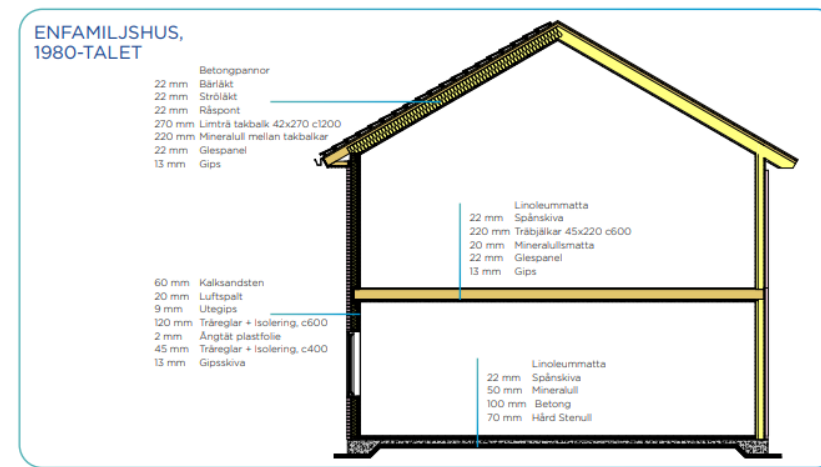 ENFAMILJSHUS,
1980-TALET
Betongpannor
22 mm Bärläkt
22 mm Ströläkt
22 mm Råspont
270 mm Limträ takbalk 42x270 c1200
220 mm Mineralull mellan takbalkar
22 mm Glespanel
13 mm Gips
Linoleummatta
22 mm Spånskiva
220 mm Träbjälkar 45x220 c600
20 mm Mineralullsmatta
22 mm Glespanel
13 mm Gips
60 mm Kalksandsten
20 mm Luftspalt
9 mm Utegips
120 mm Träreglar + Isolering, c600
2 mm Ångtät plastfolie
45 mm Träreglar + Isolering, c400
13 mm Gipsskiva
Linoleummatta
22 mm Spånskiva
50 mm Mineralull
100 mm Betong
70 mm Hård Stenull